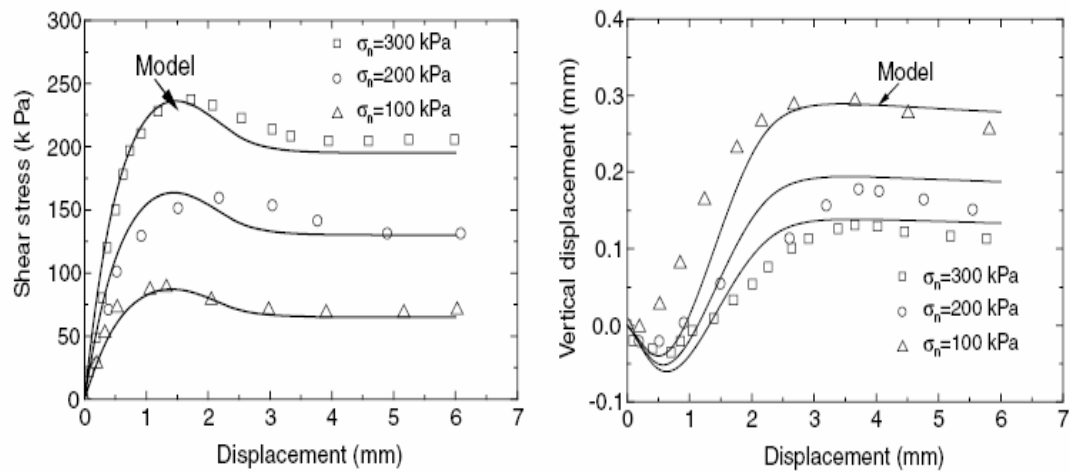 300
250
200
150
100
50
0
Shear stress (k Pa)
Model
σn=300 kPa
σn=200 kPa
σn=100 kPa
0 1 2 3 4 5 6 7
Displacement (mm)
0.4
0.3
0.2
0.1
0.0
-0.1
Vertical displacement (mm)
Model
σn=300 kPa
σn=200 kPa
σn=100 kPa
0 1 2 3 4 5 6 7
Displacement (mm)